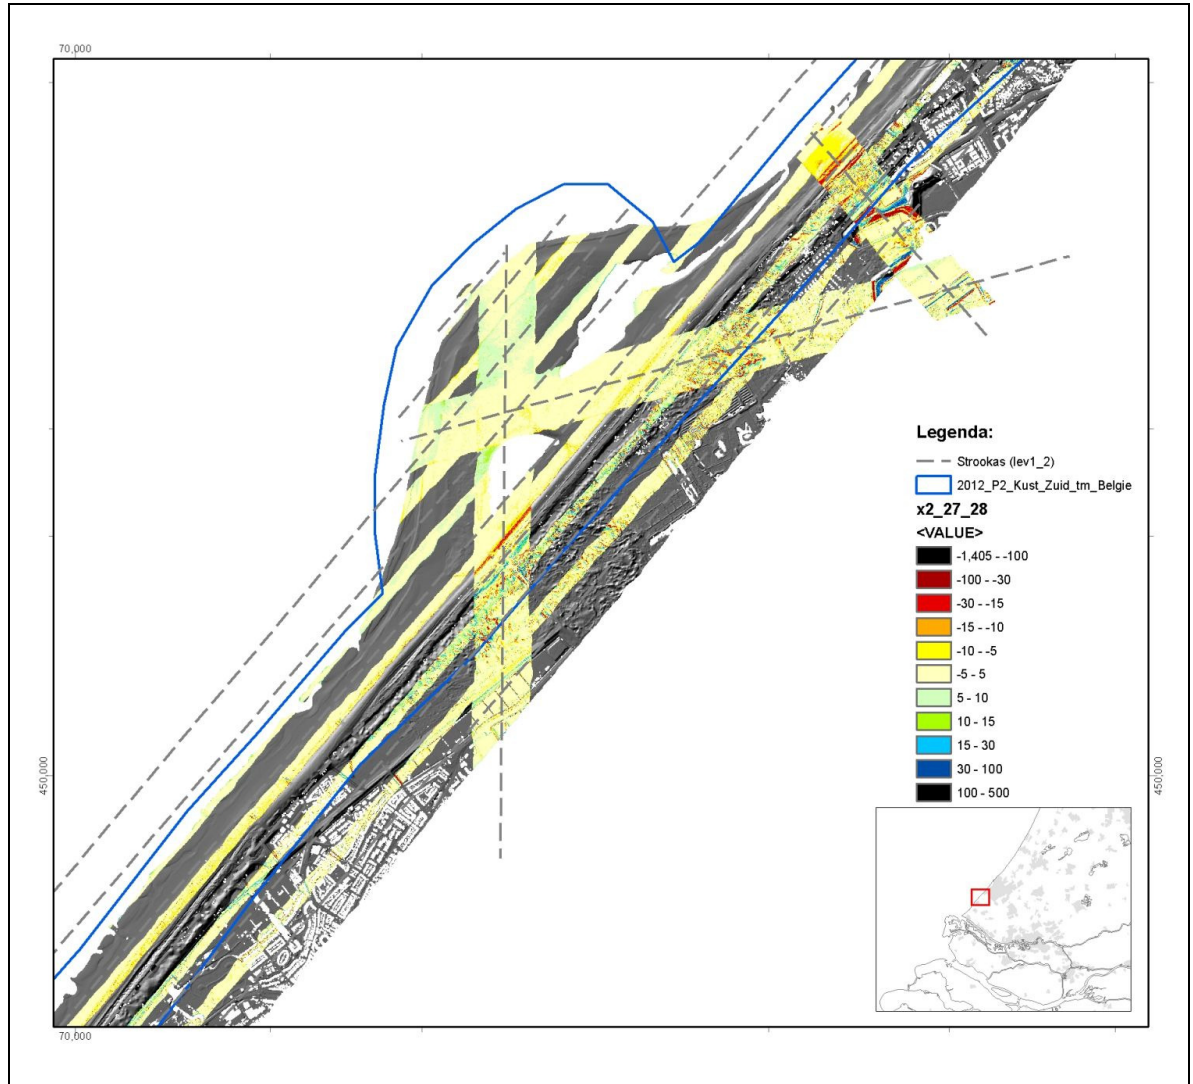 70,000
450,000
450,000
Legenda:
Strookas (lev1_2)
2012_P2_Kust_Zuid_tm_Belgie
x2_27_28
<VALUE>
-1,405 - -100
-100 - -30
-30 - -15
-15 - -10
-10 - -5
-5 - 5
5 - 10
10 - 15
15 - 30
30 - 100
100 - 500
70,000